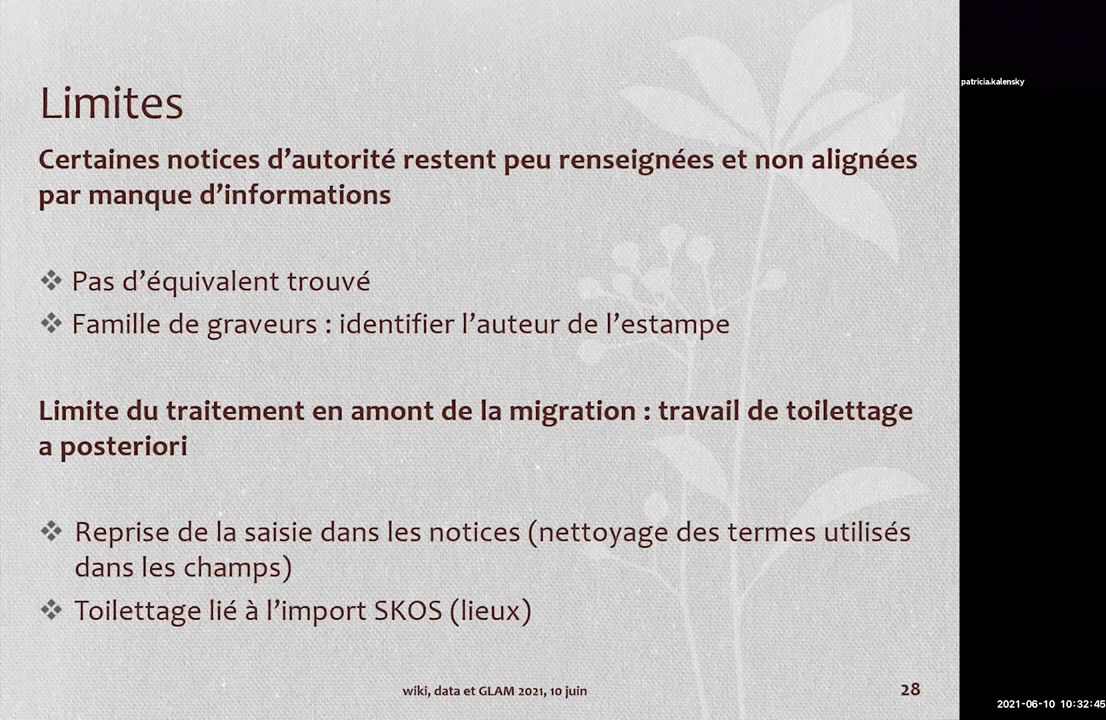 Limites
Certaines notices d’autorité restent peu renseignées et non alignées
par manque d’informations
❖ Pas d’équivalent trouvé
❖ Famille de graveurs : identifier l’auteur de l’estampe
Limite du traitement en amont de la migration : travail de toilettage
a posteriori
❖ Reprise de la saisie dans les notices (nettoyage des termes utilisés
dans les champs)
❖ Toilettage lié à l’import SKOS (lieux)
wiki, data et GLAM 2021, 10 juin
28
patricia.kalensky
2021-06-10 10:32:45